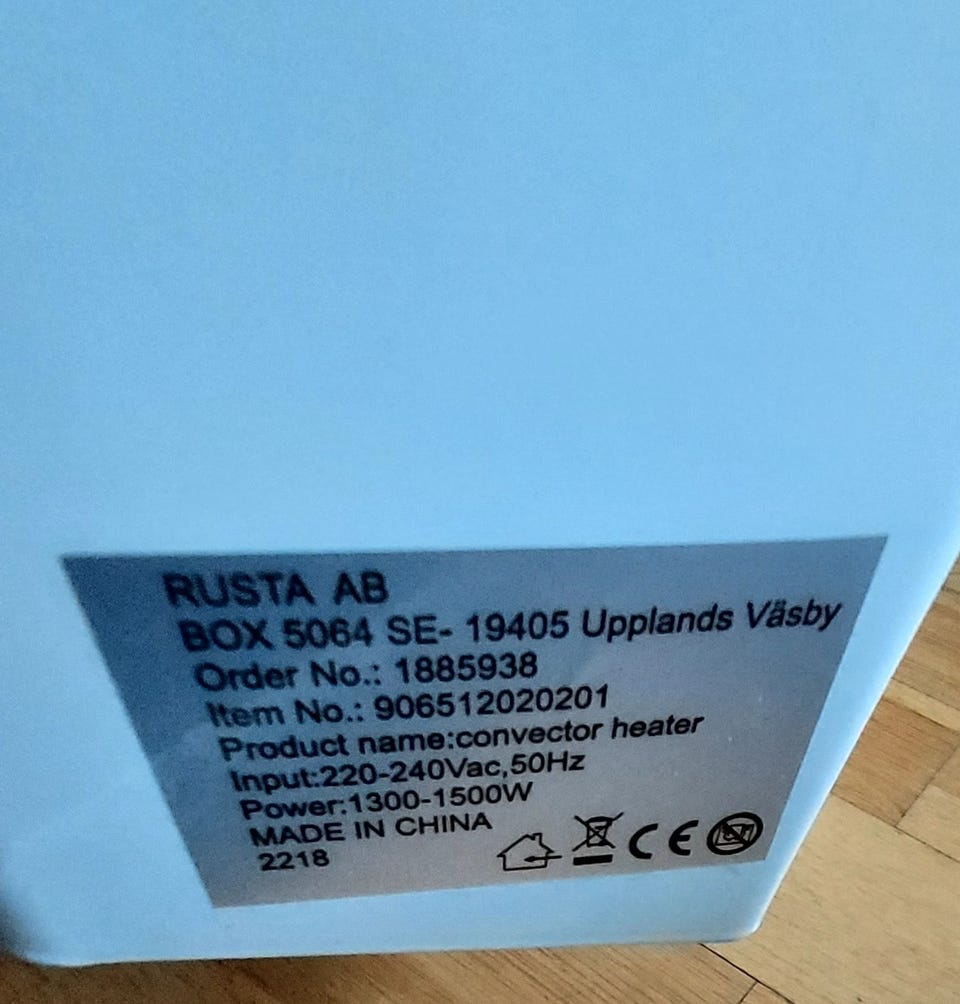 RUSTA AB
BOX 5064 SE- 19405 Upplands Väsby
Order No.: 1885938
Item No.: 906512020201
Product name:convector heater
Input:220-240Vac,50Hz
Power:1300-1500W
MADE IN CHINA
2218
CE